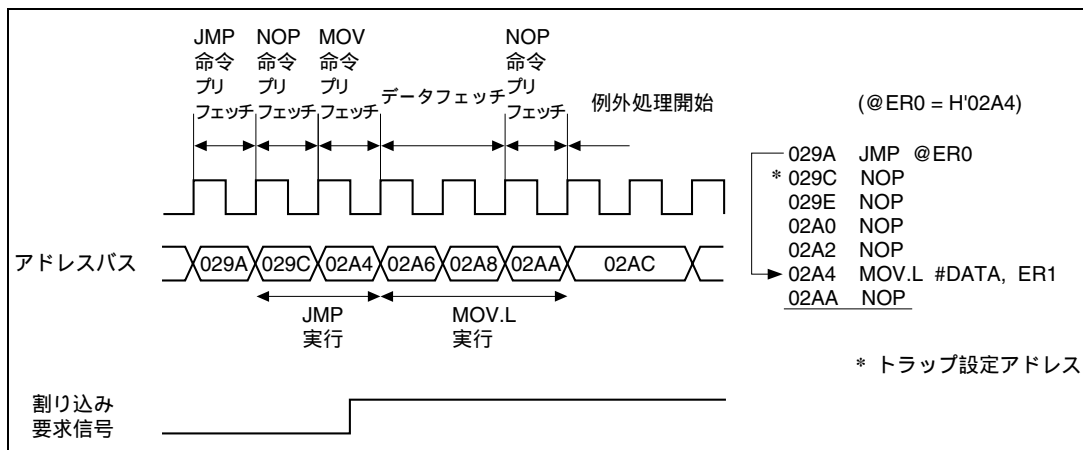 JMP NOP MOV NOP
命令 命令 命令 命令
プリ プリ プリ データフェッチ プリ 例外処理開始
フェッチ フェッチ フェッチ フェッチ
(@ER0 = H'02A4)
029A JMP @ER0
* 029C NOP
029E NOP
02A0 NOP
02A2 NOP
02A4 MOV.L #DATA, ER1
02AA NOP
* トラップ設定アドレス
アドレスバス 029A 029C 02A4 02A6 02A8 02AA 02AC
JMP MOV.L
実行 実行
割り込み
要求信号